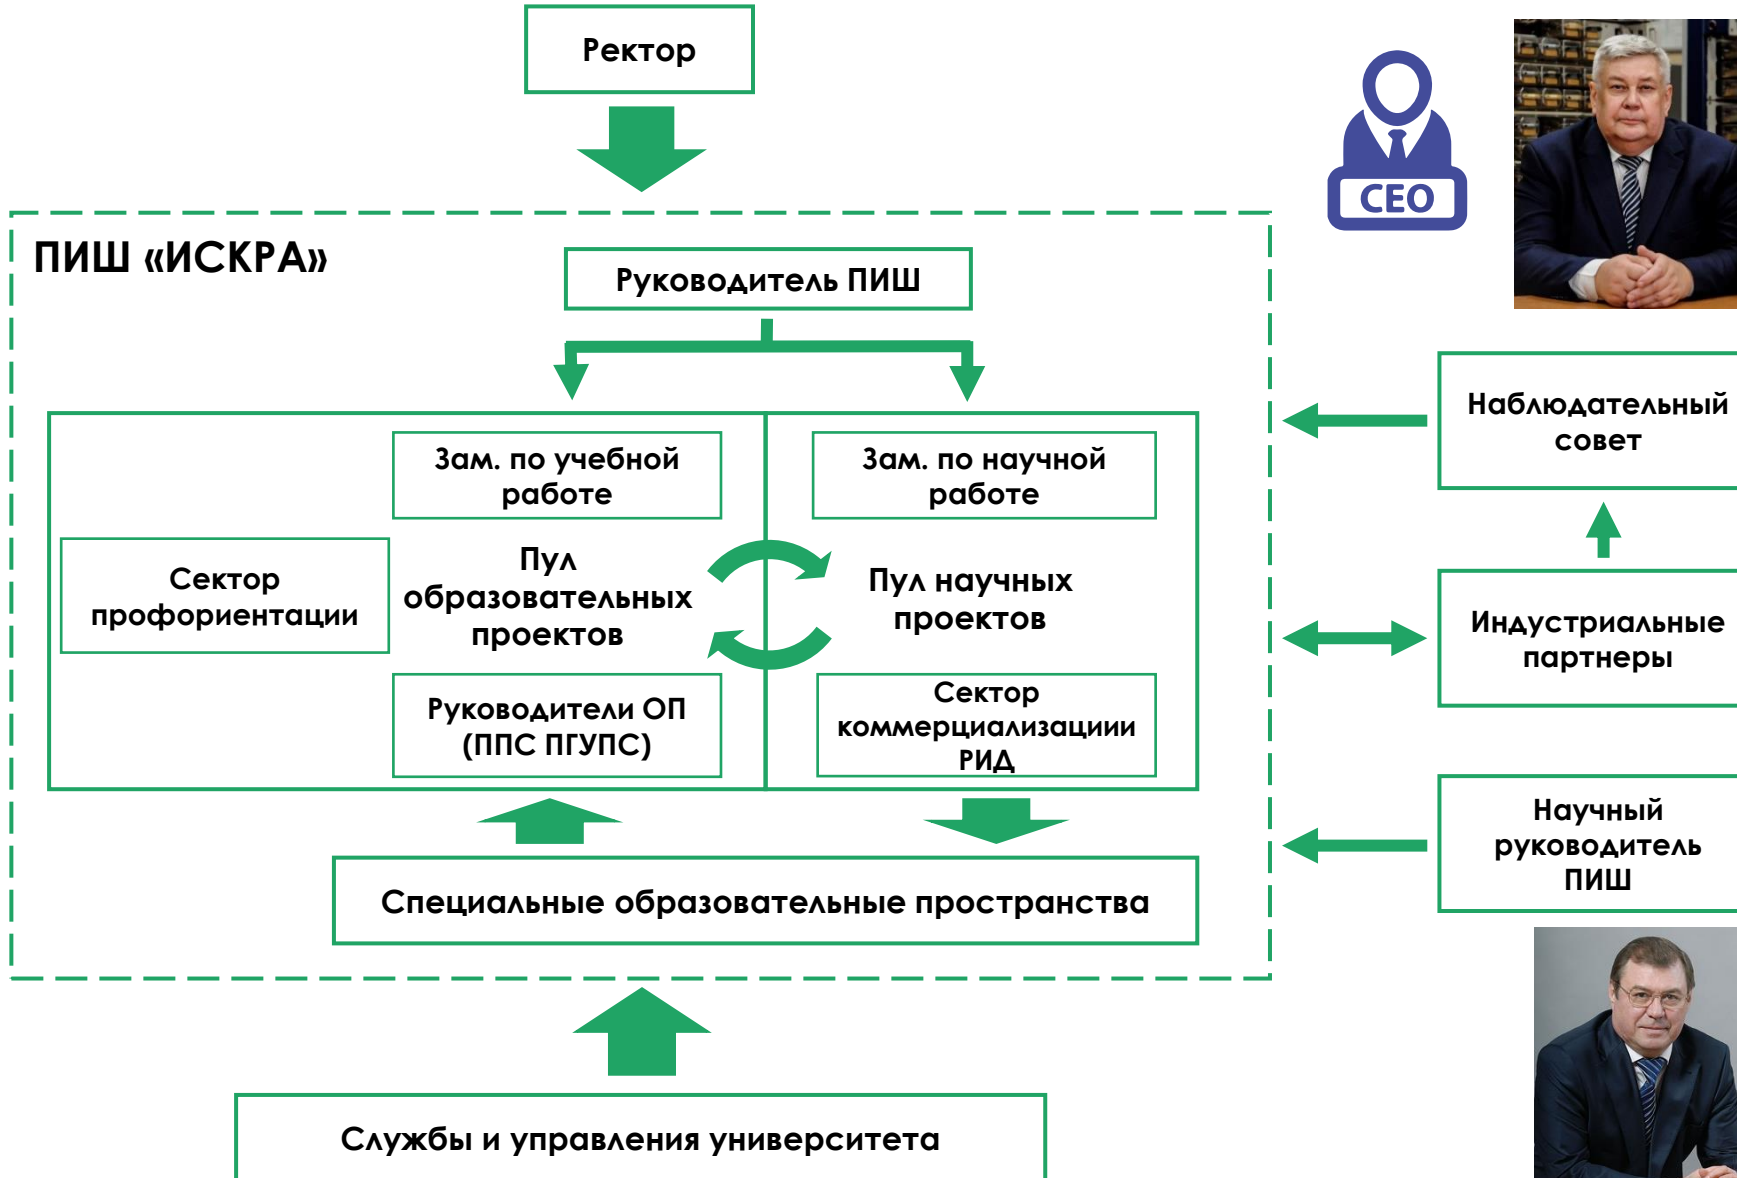 Ректор
CEO
ПИШ «ИСКРА»
Руководитель ПИШ
Наблюдательный
совет
Зам. по учебной
работе
Зам. по научной
работе
Сектор
профориентации
Пул
образовательных
проектов
Пул научных
проектов
Индустриальные
партнеры
Руководители ОП
(ППС ПГУПС)
Сектор
коммерциализациии
РИД
Научный
руководитель
ПИШ
Специальные образовательные пространства
Службы и управления университета